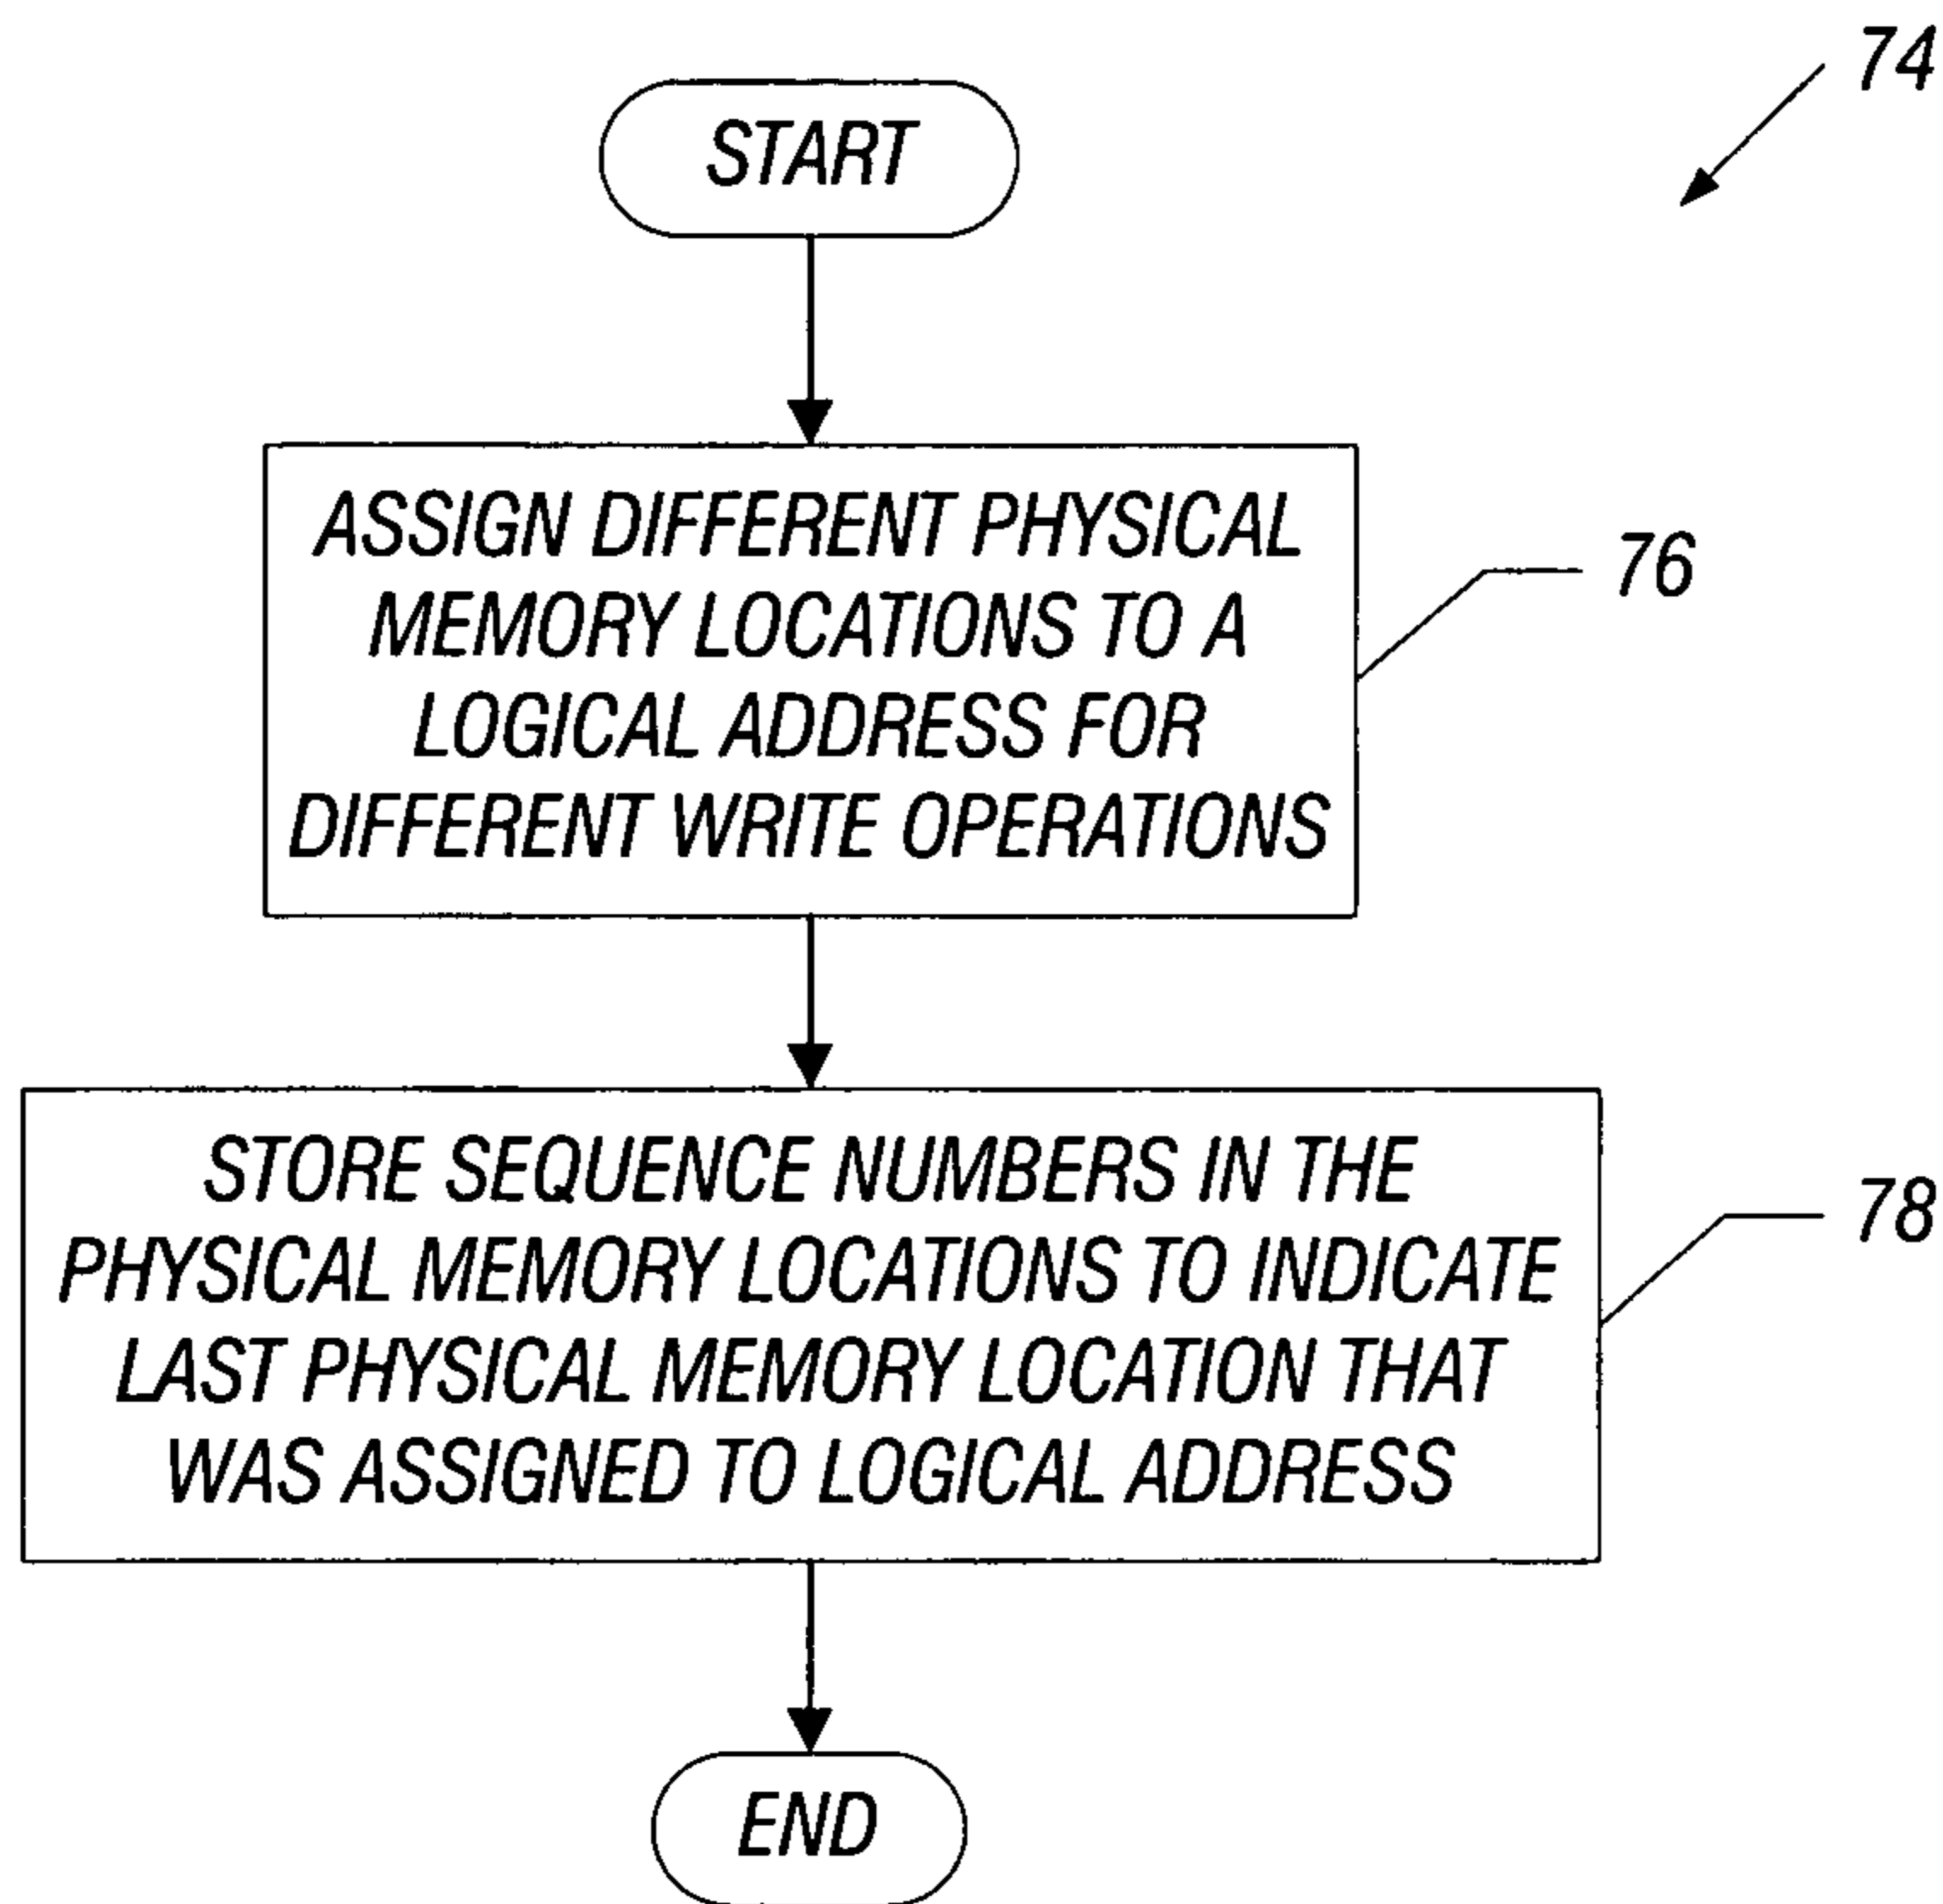 74
START
ASSIGN DIFFERENT PHYSICAL
MEMORY LOCATIONS TO A
LOGICAL ADDRESS FOR
DIFFERENT WRITE OPERATIONS
76
STORE SEQUENCE NUMBERS IN THE
PHYSICAL MEMORY LOCATIONS TO INDICATE
LAST PHYSICAL MEMORY LOCATION THAT
WAS ASSIGNED TO LOGICAL ADDRESS
78
END